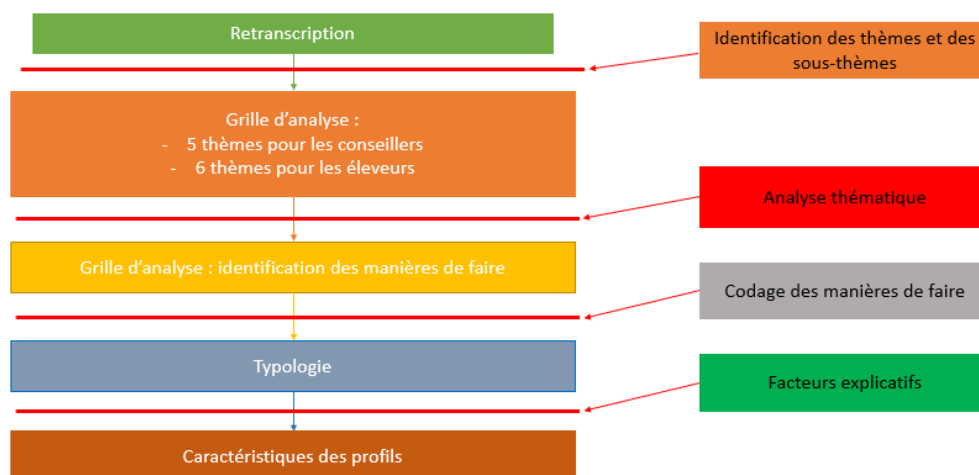 Retranscription
Identification des thèmes et des
sous-thèmes
Grille d'analyse :
- 5 thèmes pour les conseillers
- 6 thèmes pour les éleveurs
Analyse thématique
Grille d'analyse : identification des manières de faire
Codage des manières de faire
Typologie
Facteurs explicatifs
Caractéristiques des profils